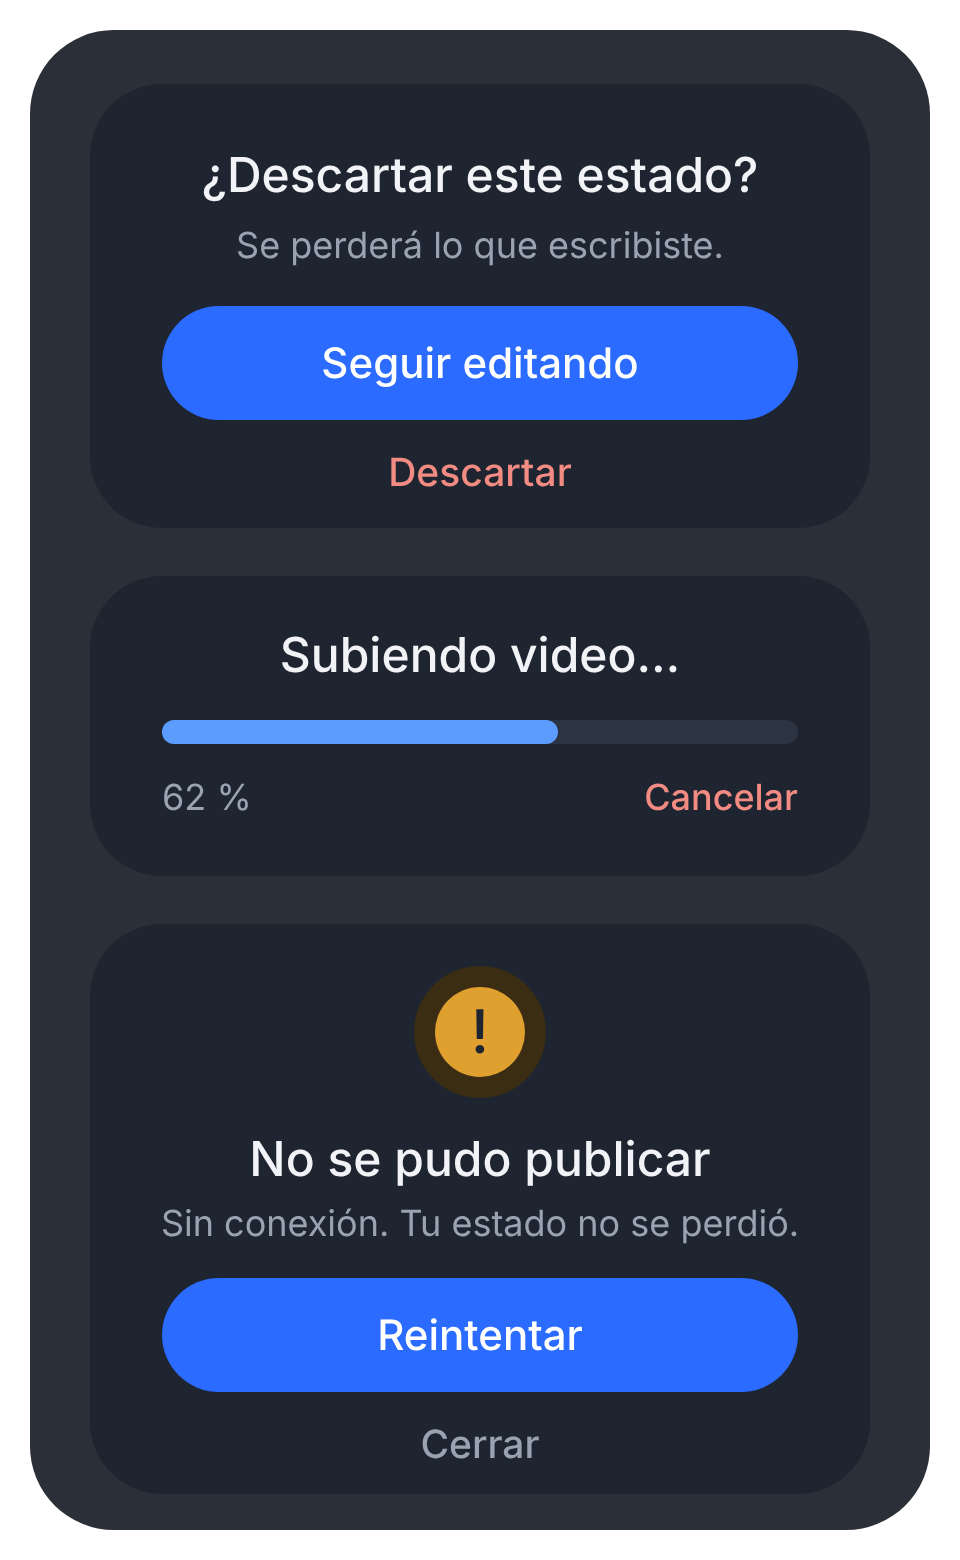 ¿Descartar este estado?
Se perderá lo que escribiste.
Seguir editando
Descartar
Subiendo video...
62 %
Cancelar
!
No se pudo publicar
Sin conexión. Tu estado no se perdió.
Reintentar
Cerrar